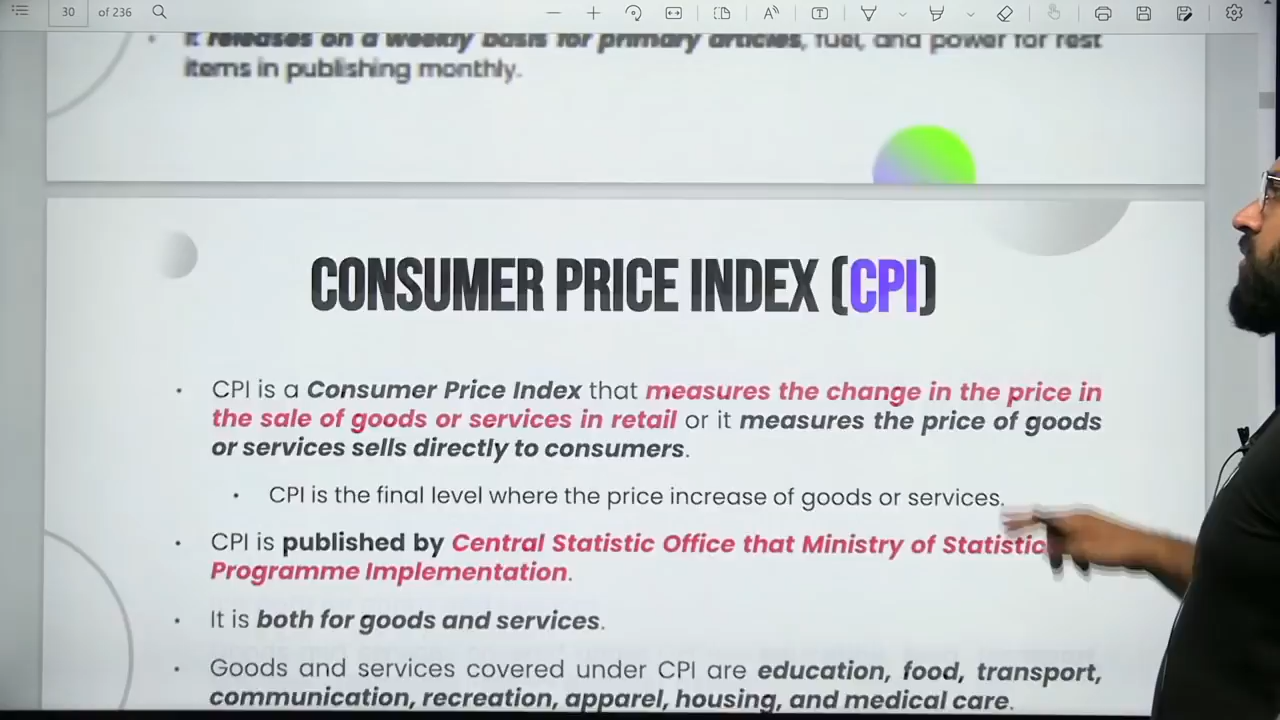 30 of 236
It releases on a weekly basis for primary articles, fuel, and power for rest
items in publishing monthly.
CONSUMER PRICE INDEX (CPI)
• CPI is a Consumer Price Index that measures the change in the price in
the sale of goods or services in retail or it measures the price of goods
or services sells directly to consumers.
• CPI is the final level where the price increase of goods or services.
• CPI is published by Central Statistic Office that Ministry of Statistic
Programme Implementation.
• It is both for goods and services.
• Goods and services covered under CPI are education, food, transport,
communication, recreation, apparel, housing, and medical care.